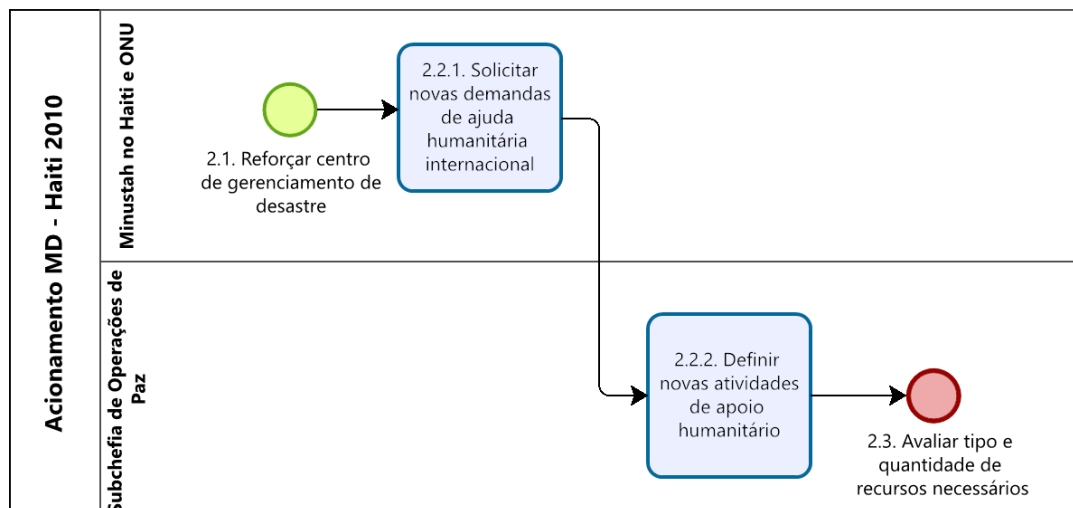 Acionamento MD - Haiti 2010
Minustah no Haiti e ONU
2.1. Reforçar centro
de gerenciamento de
desastre
2.2.1. Solicitar
novas demandas
de ajuda
humanitária
internacional
Subchefia de Operações de
Paz
2.2.2. Definir
novas atividades
de apoio
humanitário
2.3. Avaliar tipo e
quantidade de
recursos necessários